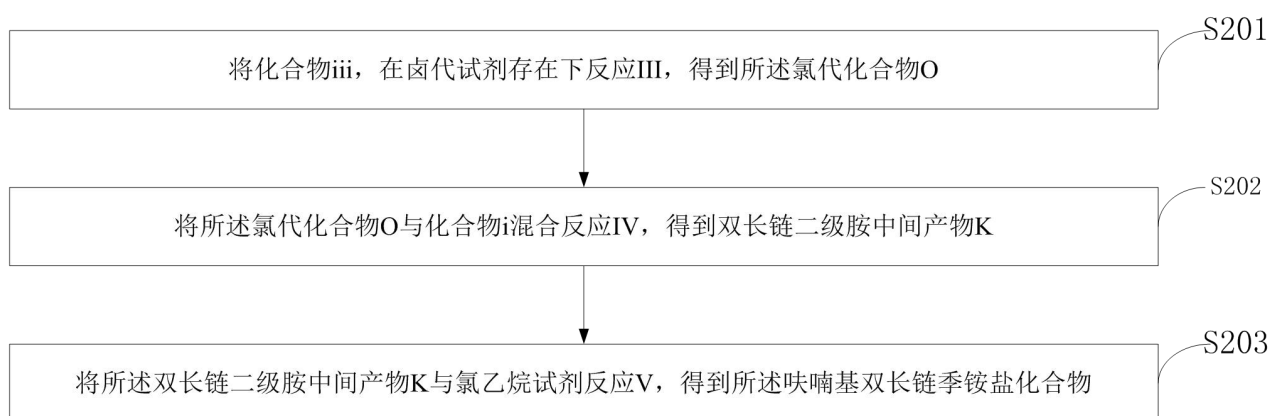 S201
将化合物iii，在卤代试剂存在下反应III，得到所述氯代化合物O
S202
将所述氯代化合物O与化合物i混合反应IV，得到双长链二级胺中间产物K
S203
将所述双长链二级胺中间产物K与氯乙烷试剂反应V，得到所述呋喃基双长链季铵盐化合物